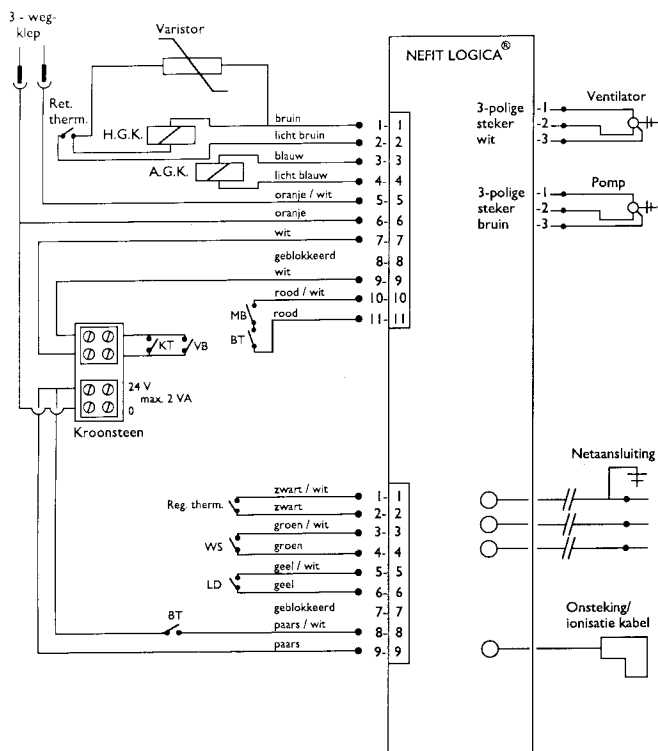 3 - weg-
klep
Varistor
NEFIT LOGICA®
Ret.
therm.
H.G.K.
A.G.K.
bruin
1- 1
licht bruin
2- 2
blauw
3- 3
licht blauw
4- 4
oranje / wit
5- 5
oranje
6- 6
wit
7- 7
geblokkeerd
8- 8
wit
9- 9
rood / wit
10- 10
rood
11- 11
MB
BT
KT
VB
24 V
max. 2 VA
0
Kroonsteen
3-polige
steker
wit
-1
-2
-3
Ventilator
3-polige
steker
bruin
-1
-2
-3
Pomp
Netaansluiting
Reg. therm.
zwart / wit
1- 1
zwart
2- 2
WS
groen / wit
3- 3
groen
4- 4
LD
geel / wit
5- 5
geel
6- 6
geblokkeerd
7- 7
BT
paars / wit
8- 8
paars
9- 9
Onsteking/
ionisatie kabel